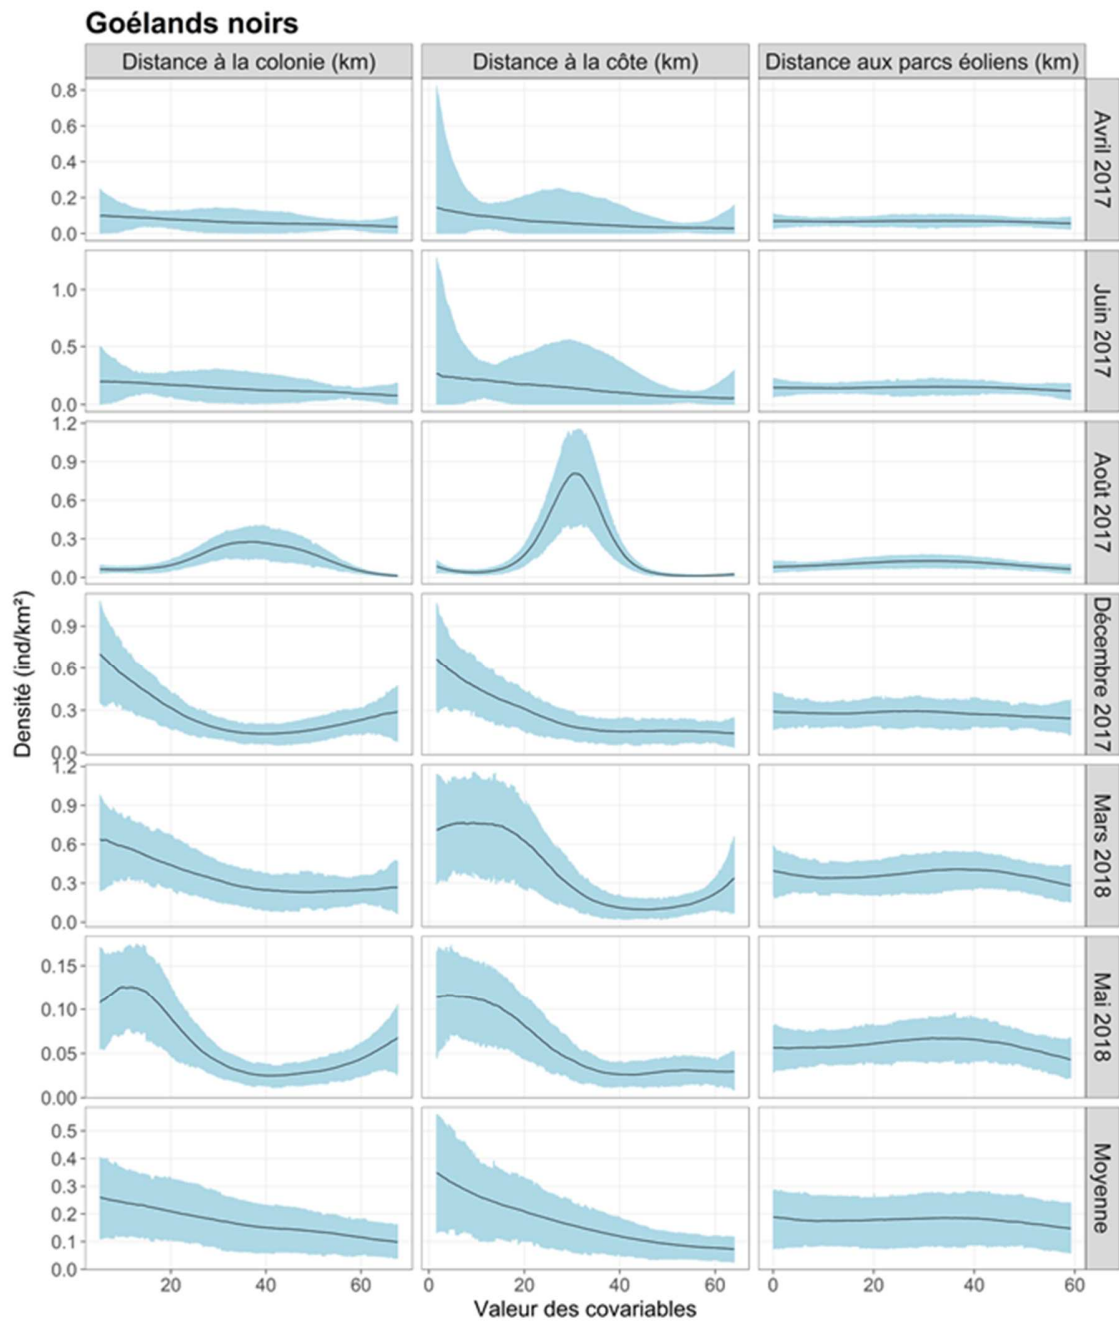 Goélands noirs
Distance à la colonie (km) Distance à la côte (km) Distance aux parcs éoliens (km)
0.8
0.6
0.4
0.2
0.0
Avril 2017
1.0
0.5
0.0
Juin 2017
1.2
0.9
0.6
0.3
0.0
Août 2017
0.9
0.6
0.3
0.0
Décembre 2017
1.2
0.9
0.6
0.3
0.0
Mars 2018
0.15
0.10
0.05
0.00
Mai 2018
0.5
0.4
0.3
0.2
0.1
0.0
Moyenne
Densité (ind/km²)
20 40 60 0 20 40 60 0 20 40 60
Valeur des covariables